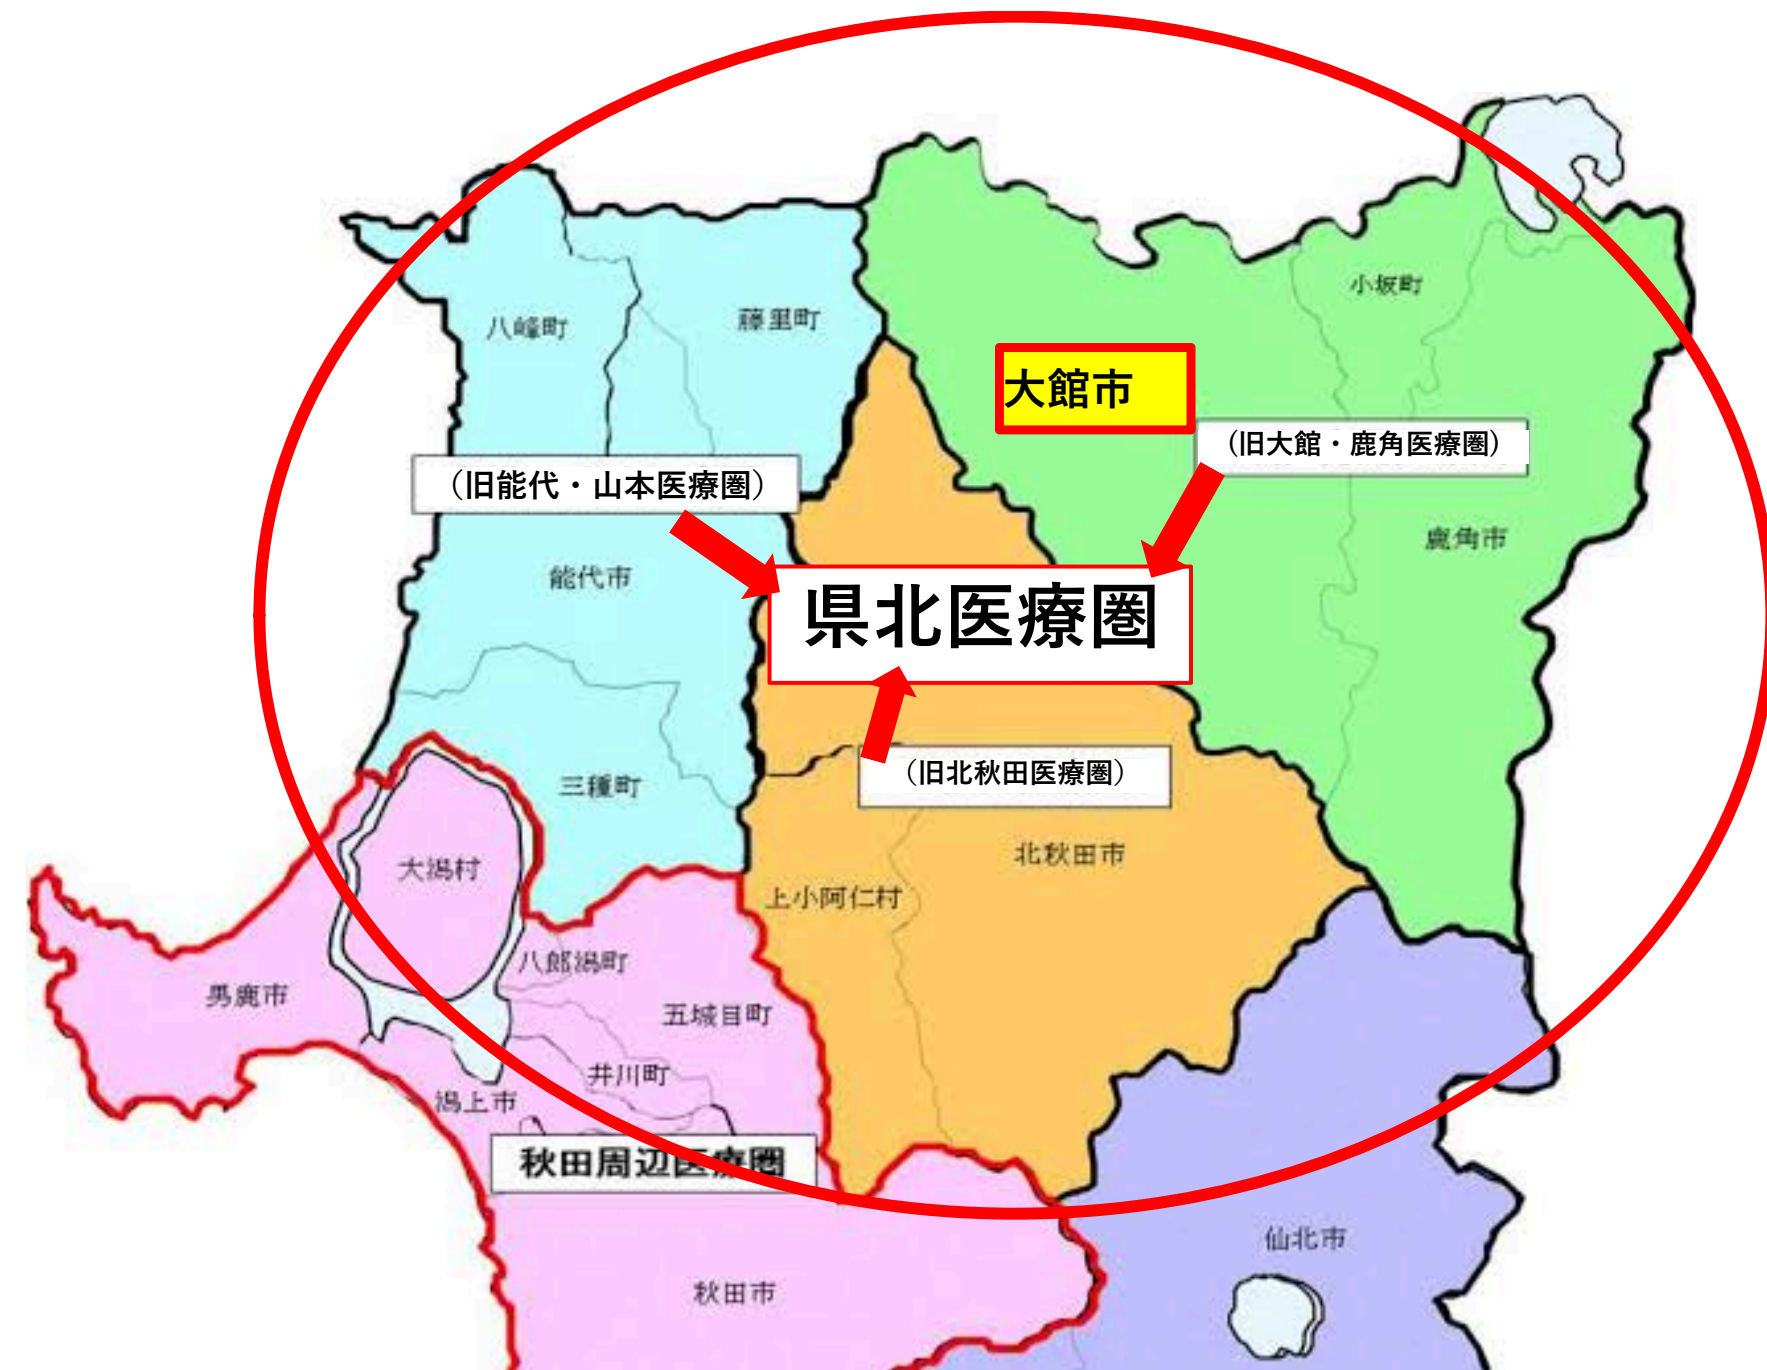 小坂町
藤里町
八峰町
大館市
（旧大館・鹿角医療圏）
（旧能代・山本医療圏）
鹿角市
能代市
県北医療圏
（旧北秋田医療圏）
三種町
北秋田市
大潟村
上小阿仁村
八郎潟町
男鹿市
五城目町
井川町
潟上市
秋田周辺医療圏
仙北市
秋田市